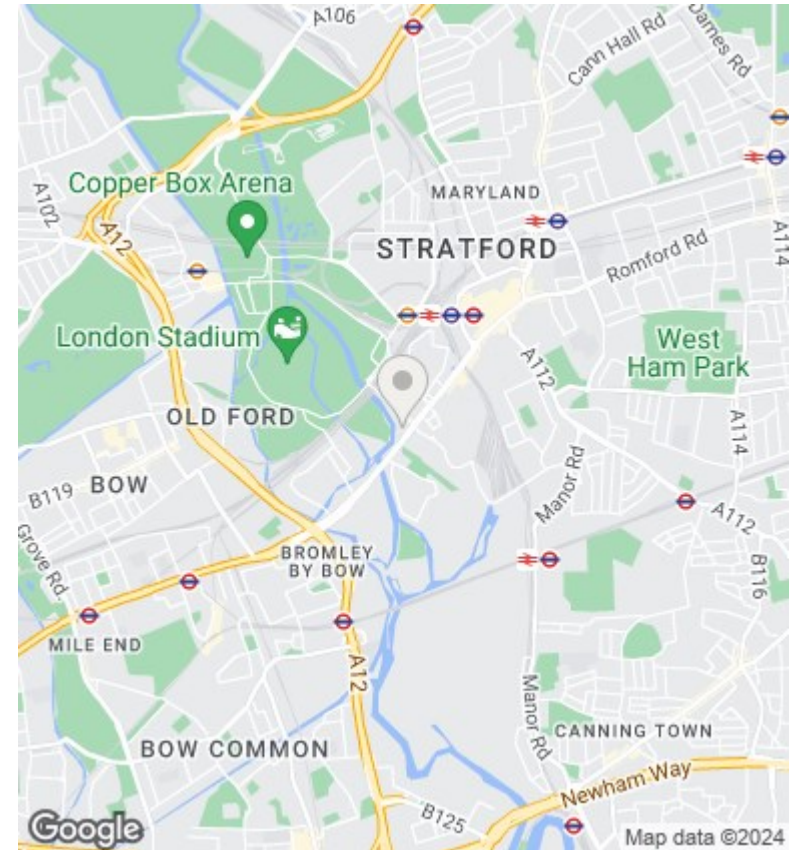 A106
Cann Hall Rd
Dames Rd
Copper Box Arena
MARYLAND
A102
A12
STRATFORD
A114
Romford Rd
London Stadium
West
Ham Park
A112
OLD FORD
A114
B119
BOW
Manor Rd
A112
Grove Rd
BROMLEY
BY BOW
B116
MILE END
A12
Manor Rd
CANNING TOWN
BOW COMMON
Newham Way
B125
Google
Map data ©2024